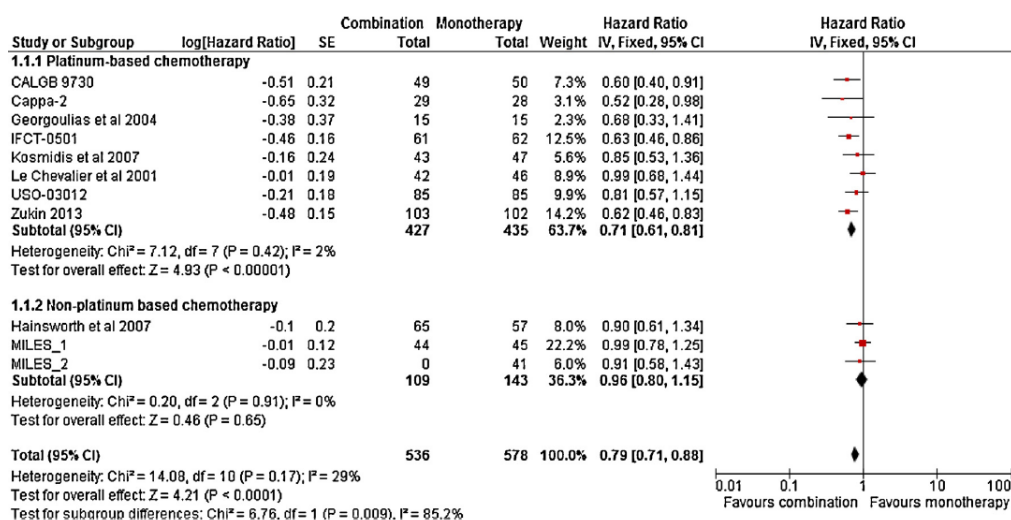 Combination Monotherapy Hazard Ratio Hazard Ratio
Study or Subgroup log[Hazard Ratio] SE Total Total Weight IV, Fixed, 95% CI IV, Fixed, 95% CI
1.1.1 Platinum-based chemotherapy
CALGB 9730 -0.51 0.21 49 50 7.3% 0.60 [0.40, 0.91]
Cappa-2 -0.65 0.32 29 28 3.1% 0.52 [0.28, 0.98]
Georgoulias et al 2004 -0.38 0.37 15 15 2.3% 0.68 [0.33, 1.41]
IFCT-0501 -0.46 0.16 61 62 12.5% 0.63 [0.46, 0.86]
Kosmidis et al 2007 -0.16 0.24 43 47 5.6% 0.85 [0.53, 1.36]
Le Chevalier et al 2001 -0.01 0.19 42 46 8.9% 0.99 [0.68, 1.44]
USO-03012 -0.21 0.18 85 85 9.9% 0.81 [0.57, 1.15]
Zukin 2013 -0.48 0.15 103 102 14.2% 0.62 [0.46, 0.83]
Subtotal (95% CI) 427 435 63.7% 0.71 [0.61, 0.81]
Heterogeneity: Chi² = 7.12, df = 7 (P = 0.42); I² = 2%
Test for overall effect: Z = 4.93 (P < 0.00001)
1.1.2 Non-platinum based chemotherapy
Hainsworth et al 2007 -0.1 0.2 65 57 8.0% 0.90 [0.61, 1.34]
MILES_1 -0.01 0.12 44 45 22.2% 0.99 [0.78, 1.25]
MILES_2 -0.09 0.23 0 41 6.0% 0.91 [0.58, 1.43]
Subtotal (95% CI) 109 143 36.3% 0.96 [0.80, 1.15]
Heterogeneity: Chi² = 0.20, df = 2 (P = 0.91); I² = 0%
Test for overall effect: Z = 0.46 (P = 0.65)
Total (95% CI) 536 578 100.0% 0.79 [0.71, 0.88]
Heterogeneity: Chi² = 14.08, df = 10 (P = 0.17); I² = 29%
Test for overall effect: Z = 4.21 (P < 0.0001)
Test for subgroup differences: Chi² = 6.76, df = 1 (P = 0.009), I² = 85.2%
0.01 0.1 1 10 100
Favours combination Favours monotherapy